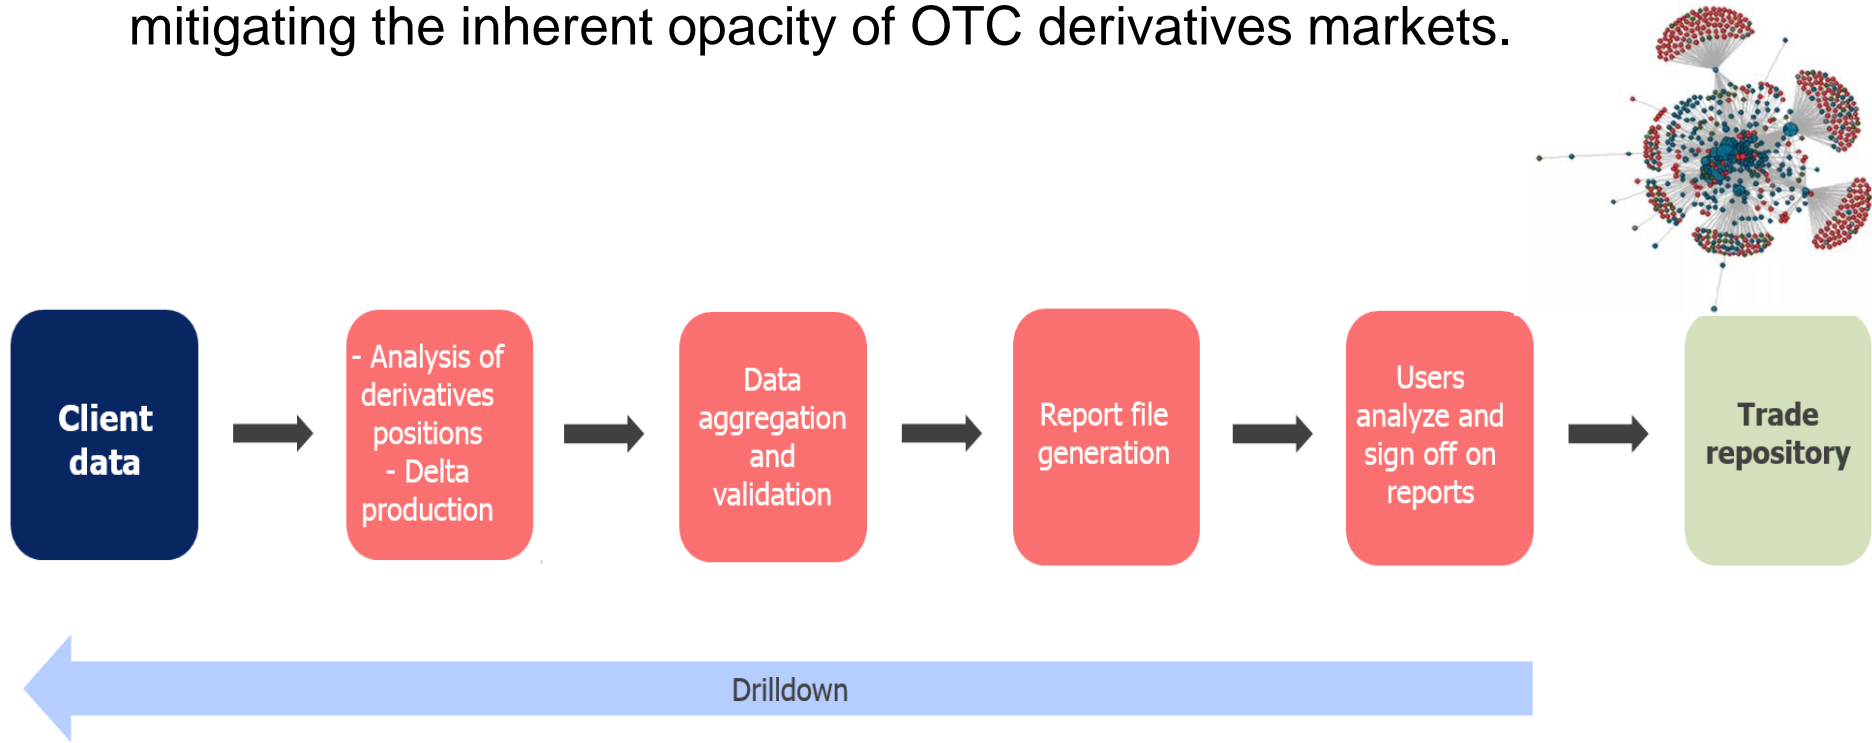 mitigating the inherent opacity of OTC derivatives markets.
Client
data
- Analysis of
derivatives
positions
- Delta
production
Data
aggregation
and
validation
Report file
generation
Users
analyze and
sign off on
reports
Trade
repository
Drilldown